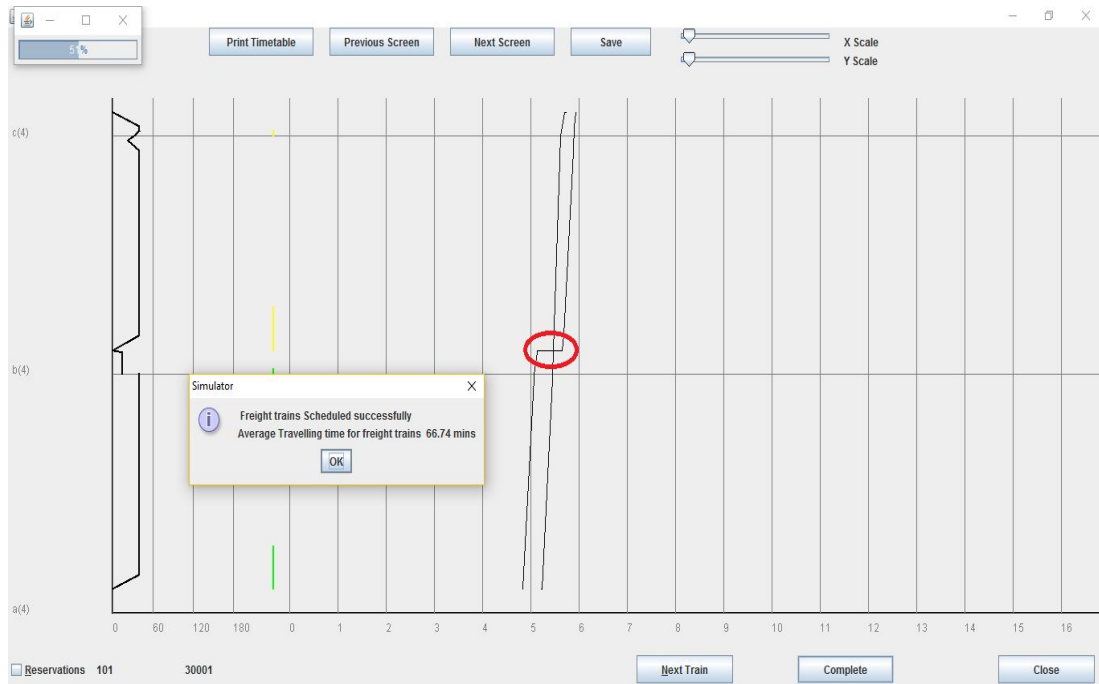 51%
Print Timetable
Previous Screen
Next Screen
Save
X Scale
Y Scale
c(4)
b(4)
Simulator
Freight trains Scheduled successfully
Average Travelling time for freight trains 66.74 mins
OK
a(4)
0 60 120 180 0 1 2 3 4 5 6 7 8 9 10 11 12 13 14 15 16
Reservations 101 30001
Next Train
Complete
Close